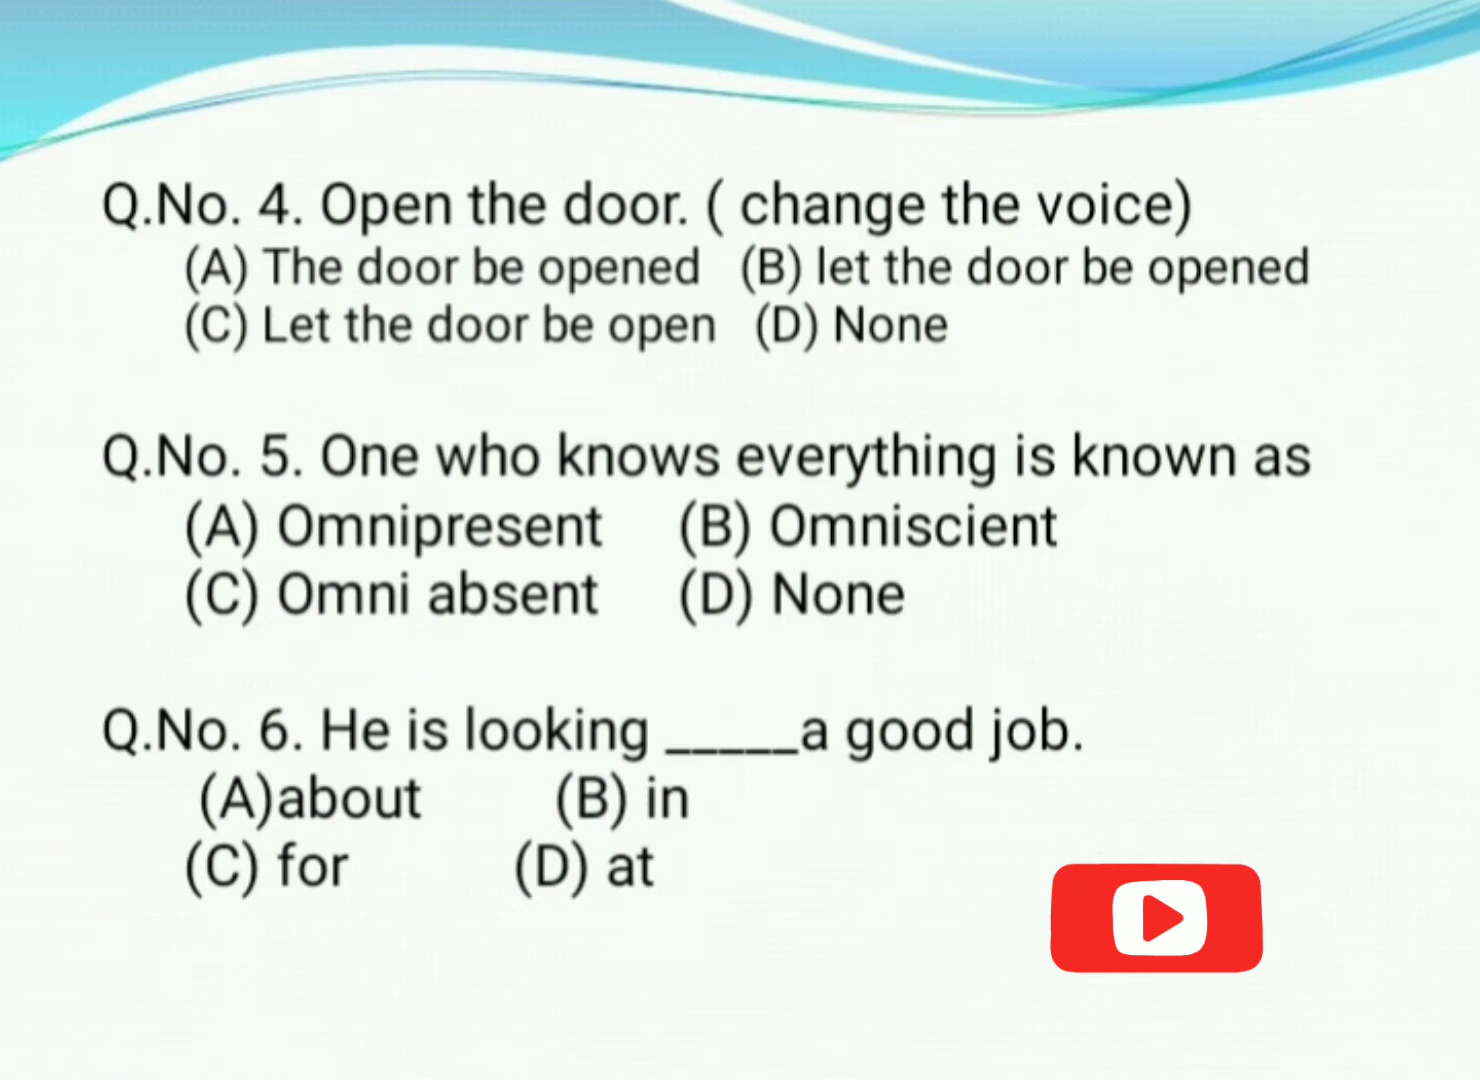 Q.No. 4. Open the door. ( change the voice)
(A) The door be opened (B) let the door be opened
(C) Let the door be open (D) None
Q.No. 5. One who knows everything is known as
(A) Omnipresent (B) Omniscient
(C) Omni absent (D) None
Q.No. 6. He is looking _____a good job.
(A)about (B) in
(C) for (D) at